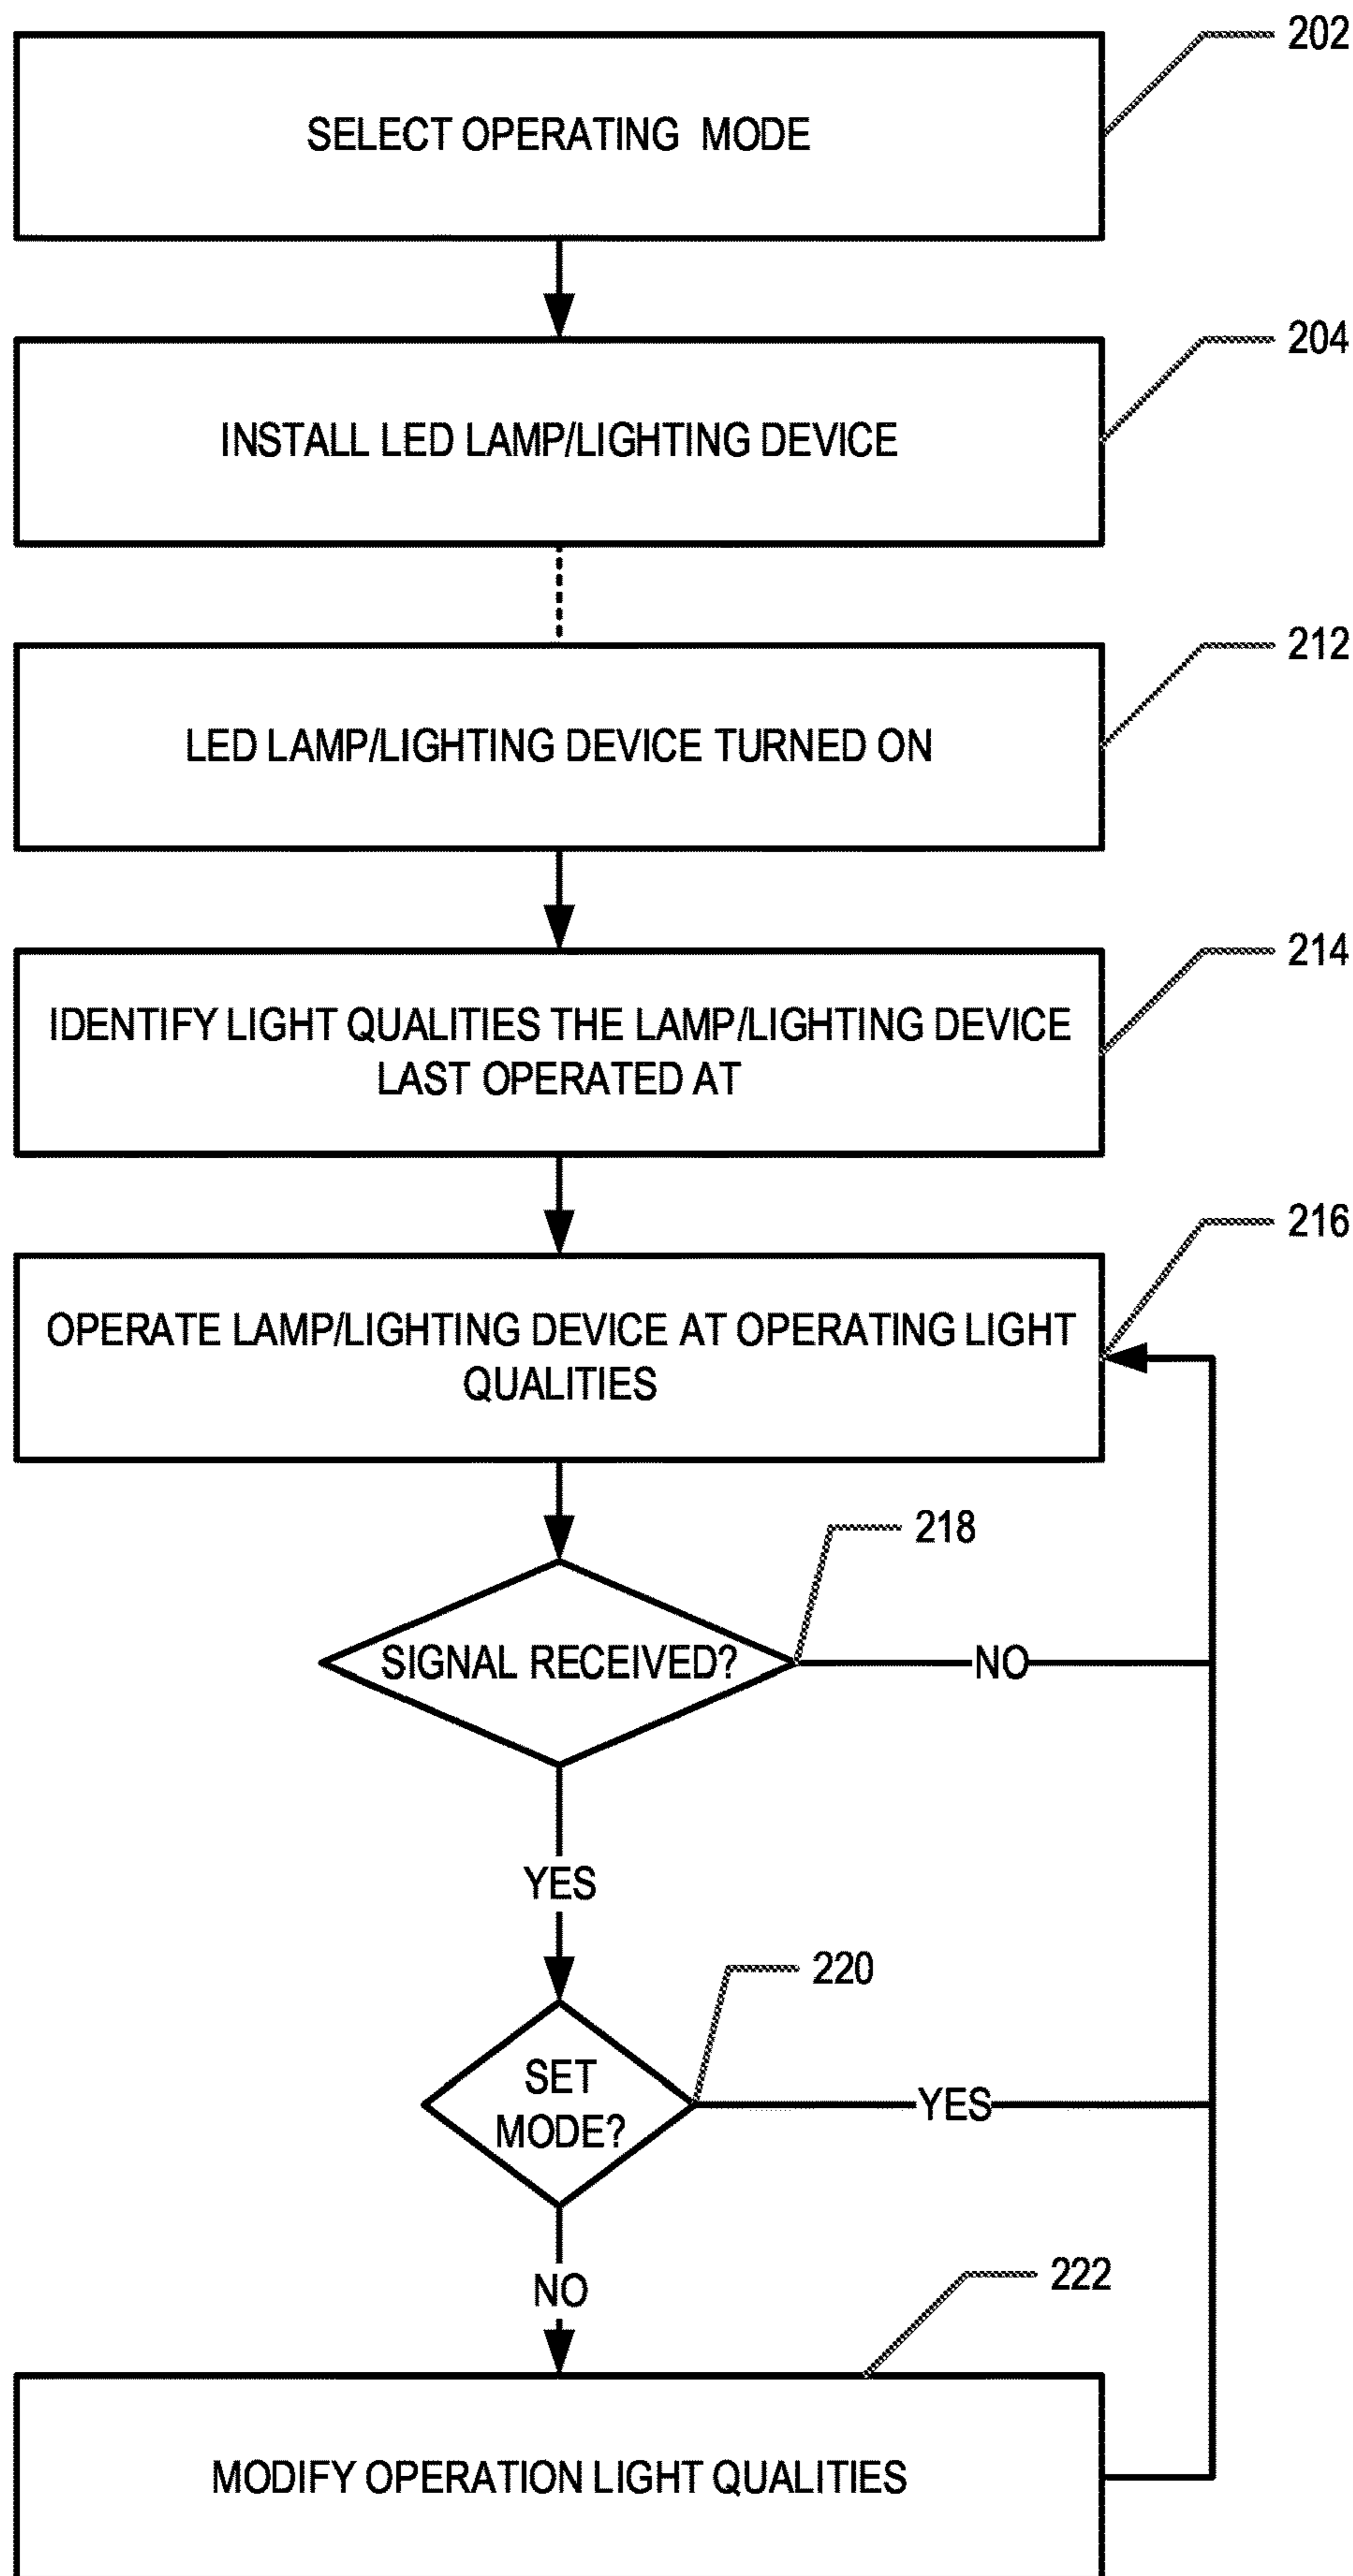 202
SELECT OPERATING MODE
204
INSTALL LED LAMP/LIGHTING DEVICE
212
LED LAMP/LIGHTING DEVICE TURNED ON
214
IDENTIFY LIGHT QUALITIES THE LAMP/LIGHTING DEVICE
LAST OPERATED AT
216
OPERATE LAMP/LIGHTING DEVICE AT OPERATING LIGHT
QUALITIES
218
SIGNAL RECEIVED?
NO
YES
220
SET
MODE?
YES
NO
222
MODIFY OPERATION LIGHT QUALITIES